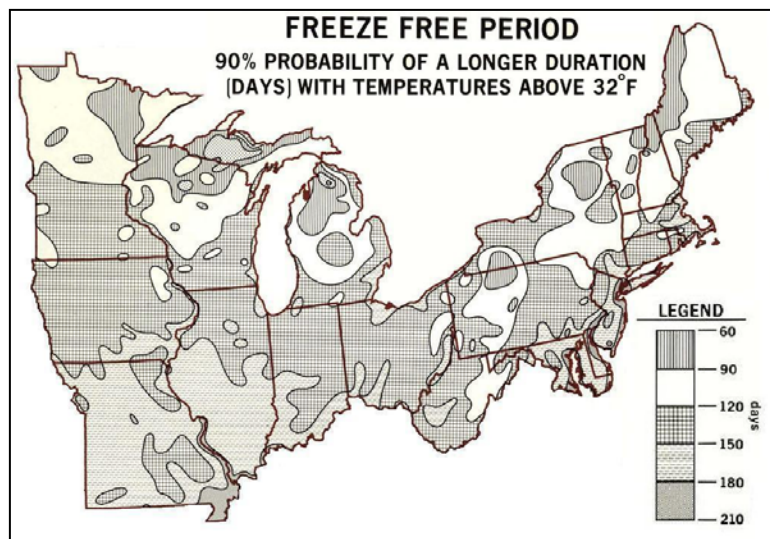 FREEZE FREE PERIOD
90% PROBABILITY OF A LONGER DURATION
(DAYS) WITH TEMPERATURES ABOVE 32°F
LEGEND
60
90
120
150
180
210
days